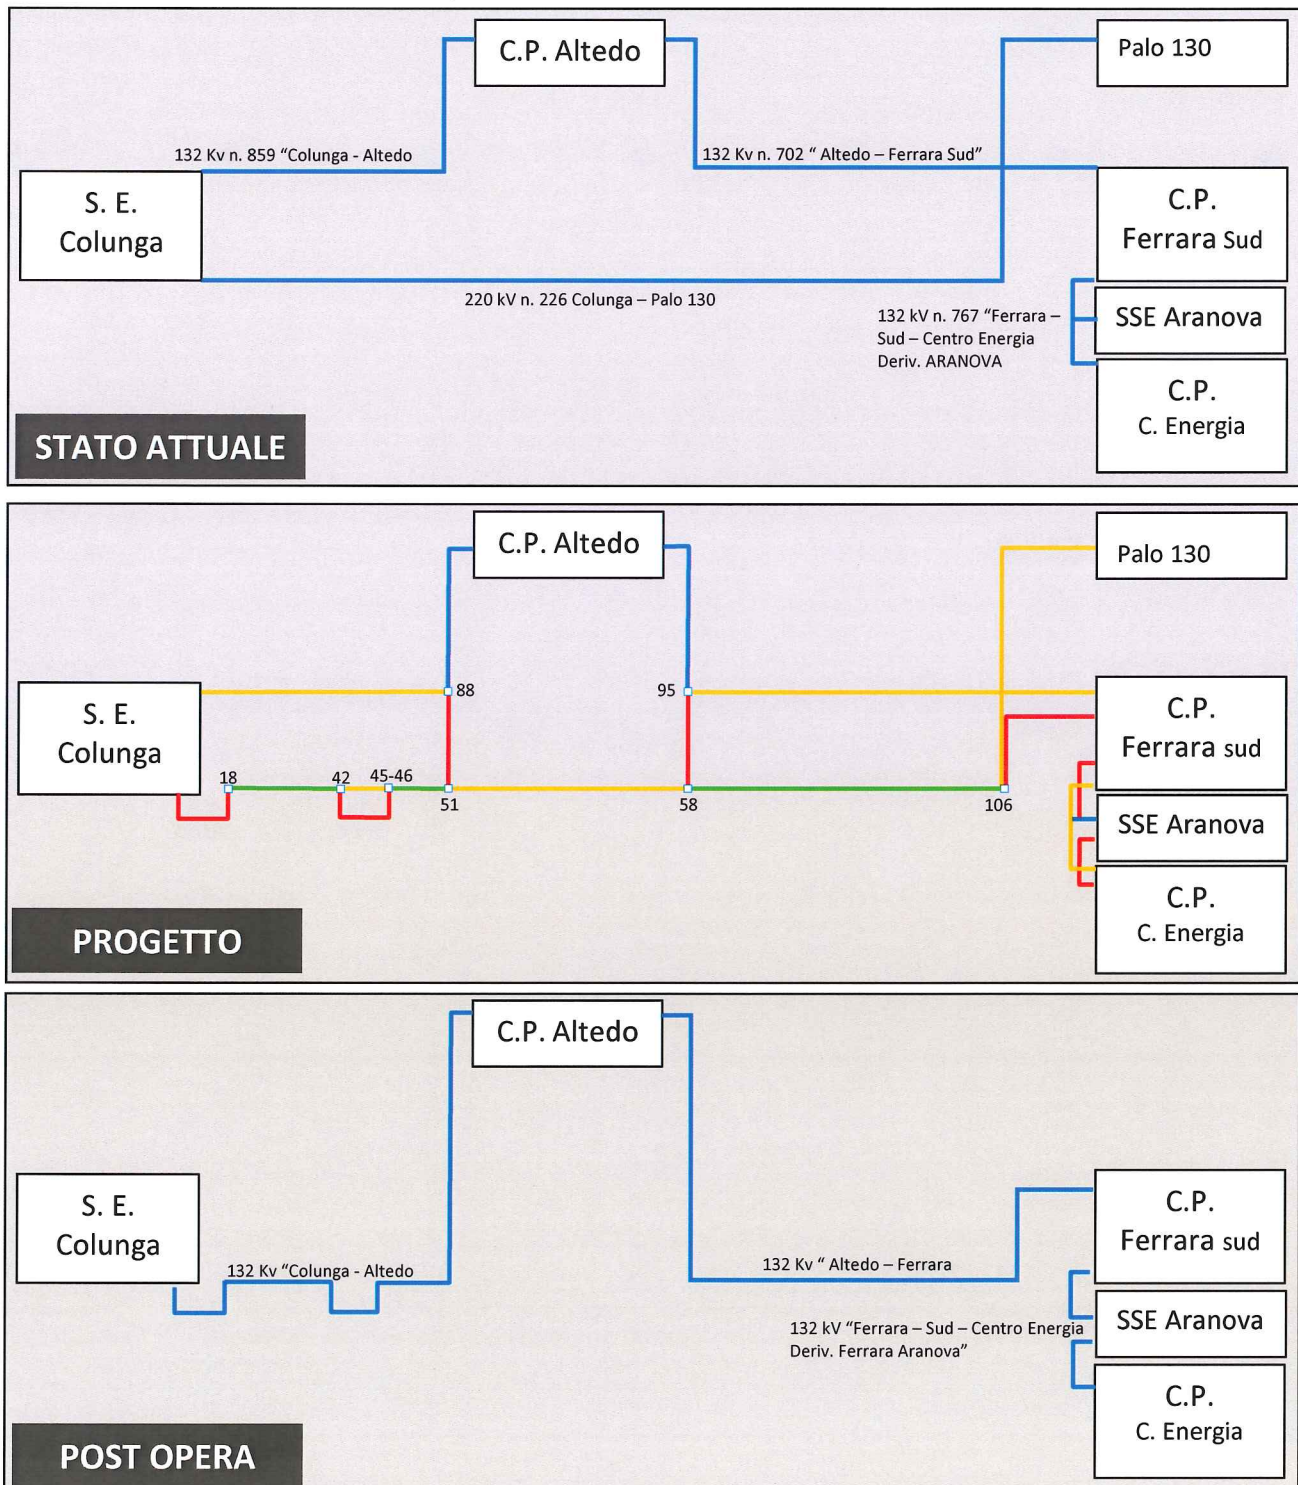 C.P. Altedo
Palo 130
132 Kv n. 859 “Colunga - Altedo
132 Kv n. 702 “ Altedo – Ferrara Sud”
S. E.
Colunga
C.P.
Ferrara Sud
220 kV n. 226 Colunga – Palo 130
132 kV n. 767 “Ferrara –
Sud – Centro Energia
Deriv. ARANOVA
SSE Aranova
C.P.
C. Energia
STATO ATTUALE
C.P. Altedo
Palo 130
88
95
S. E.
Colunga
C.P.
Ferrara sud
18
42
45-46
51
58
106
SSE Aranova
C.P.
C. Energia
PROGETTO
C.P. Altedo
S. E.
Colunga
C.P.
Ferrara sud
132 Kv “Colunga - Altedo
132 Kv “ Altedo – Ferrara
132 kV “Ferrara – Sud – Centro Energia
Deriv. Ferrara Aranova”
SSE Aranova
C.P.
C. Energia
POST OPERA